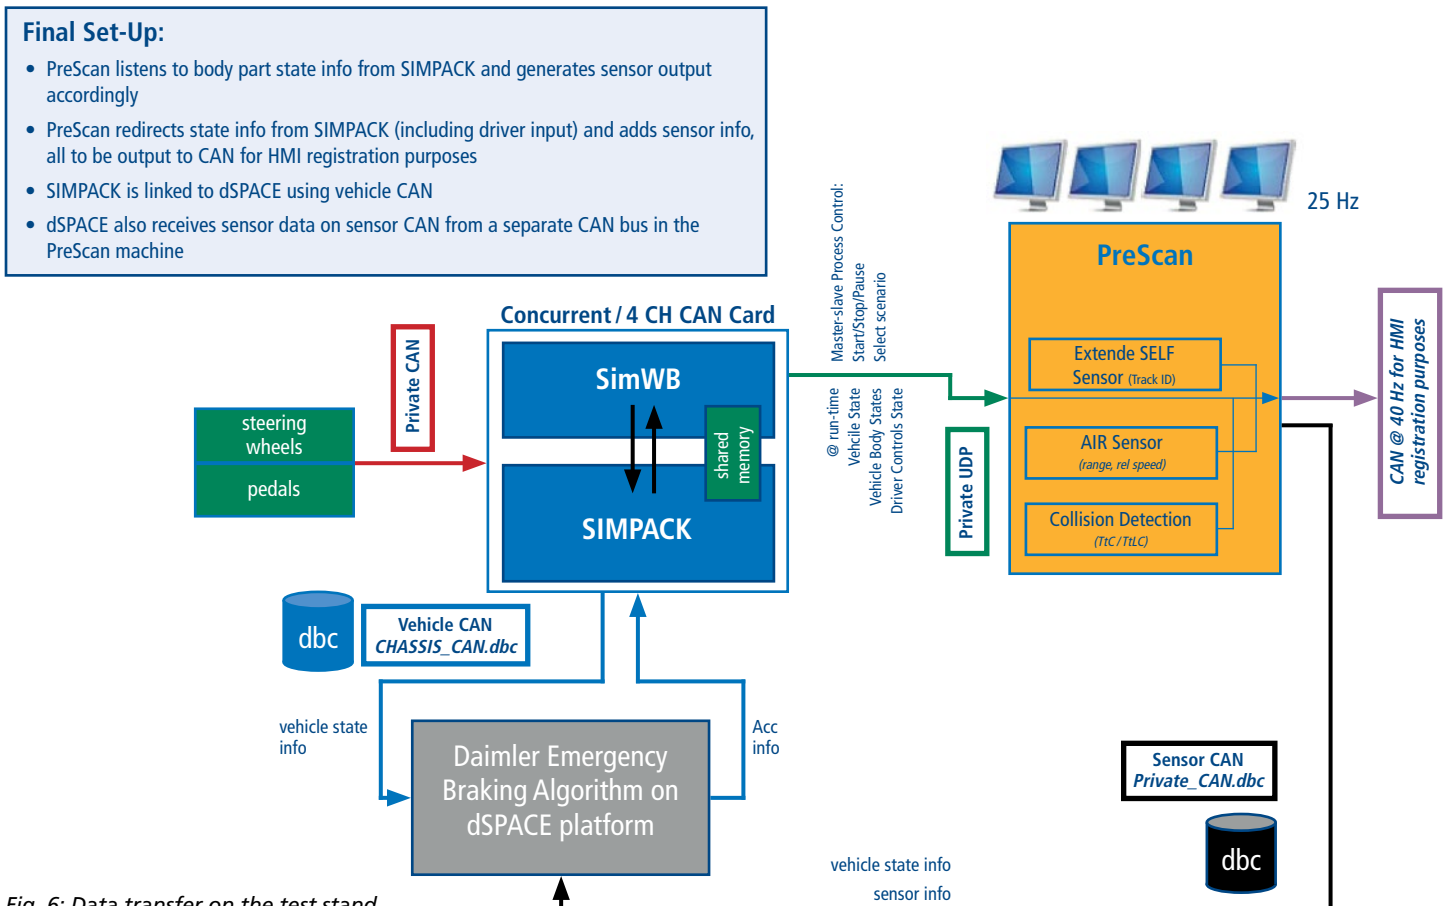 Final Set-Up:
• PreScan listens to body part state info from SIMPACK and generates sensor output
accordingly
• PreScan redirects state info from SIMPACK (including driver input) and adds sensor info,
all to be output to CAN for HMI registration purposes
• SIMPACK is linked to dSPACE using vehicle CAN
• dSPACE also receives sensor data on sensor CAN from a separate CAN bus in the
PreScan machine
25 Hz
PreScan
Extende SELF
Sensor (Track ID)
AIR Sensor
(range, rel speed)
Collision Detection
(TtC / TtLC)
CAN @ 40 Hz for HMI
registration purposes
Master-slave Process Control:
Start/Stop/Pause
Select scenario
@ run-time
Vehcile State
Vehicle Body States
Driver Controls State
Private UDP
Concurrent / 4 CH CAN Card
SimWB
shared
memory
SIMPACK
Private CAN
steering
wheels
pedals
dbc
Vehicle CAN
CHASSIS_CAN.dbc
vehicle state
info
Acc
info
Daimler Emergency
Braking Algorithm on
dSPACE platform
Sensor CAN
Private_CAN.dbc
dbc
vehicle state info
sensor info
Fig. 6: Data transfer on the test stand